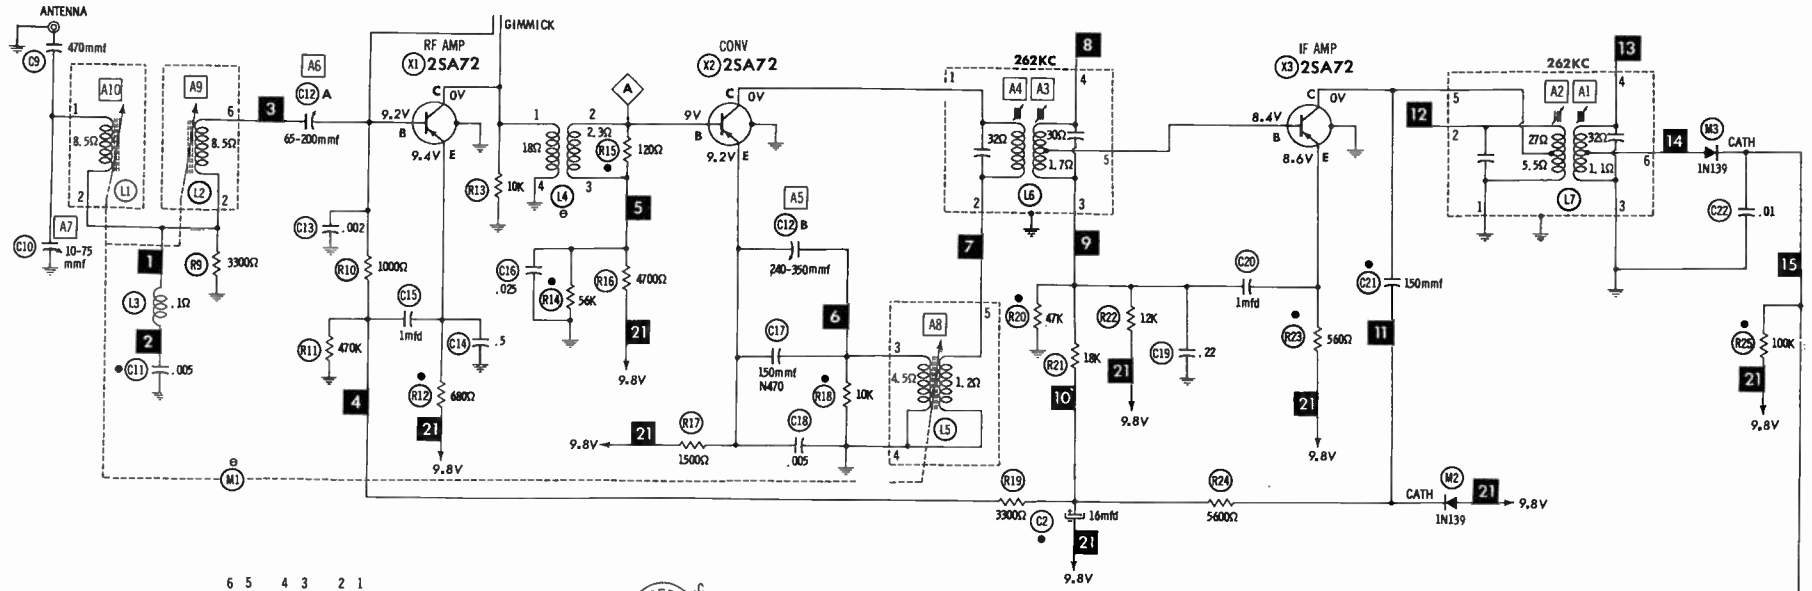 ANTENNA
C9
470mmf
A10
A9
1
6
8.5Ω
8.5Ω
2
L1
L2
2
3
A6
C12 A
65-200mmf
A7
C10
10-75
mmf
1
R9
3300Ω
L3
.1Ω
2
C11
.005
GIMMICK
RF AMP
X1 2SA72
C
0V
9.2V
B
9.4V
E
C13
.002
R10
1000Ω
C15
1mfd
R11
470K
C14
.5
R12
680Ω
4
21
9.8V
R13
10K
1
2
18Ω
2.3Ω
4
3
L4
A
R15
120Ω
5
C16
.025
R14
56K
R16
4700Ω
21
9.8V
CONV
X2 2SA72
C
0V
9V
B
9.2V
E
A5
C12 B
240-350mmf
6
C17
150mmf
N470
R18
10K
C18
.005
9.8V
21
R17
1500Ω
A8
5
3
4.5Ω
1.2Ω
4
L5
M1
262KC
8
1
4
A4
A3
32Ω
30Ω
1.7Ω
5
L6
2
3
7
9
R20
47K
R22
12K
C19
.22
C20
1mfd
R21
18K
10
21
9.8V
R19
3300Ω
C2
16mfd
21
9.8V
R24
5600Ω
IF AMP
X3 2SA72
C
0V
8.4V
B
8.6V
E
R23
560Ω
21
9.8V
C21
150mmf
11
CATH
M2
1N139
21
9.8V
262KC
13
12
5
4
A2
A1
2
27Ω
32Ω
5.5Ω
1.1Ω
6
1
L7
3
14
M3
CATH
1N139
C22
.01
15
R25
100K
21
9.8V
6 5 4 3 2 1